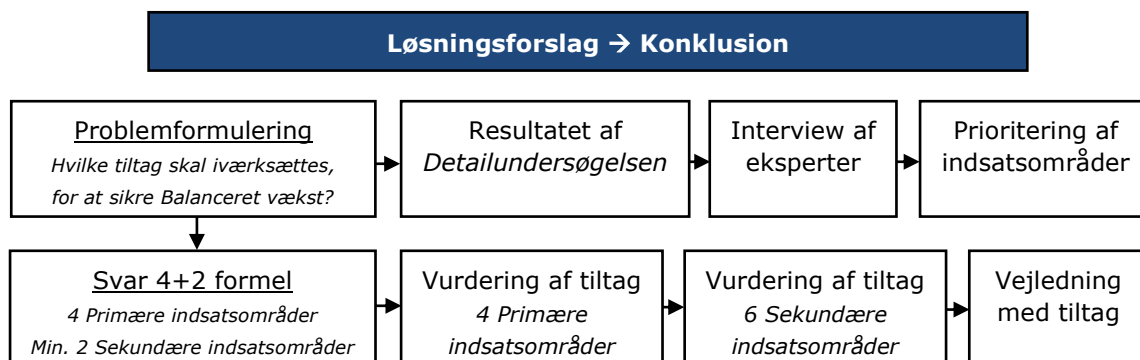 Løsningsforslag → Konklusion
Problemformulering
Hvilke tiltag skal iværksættes,
for at sikre Balanceret vækst?
Resultatet af
Detailundersøgelsen
Interview af
eksperter
Prioritering af
indsatsområder
Svar 4+2 formel
4 Primære indsatsområder
Min. 2 Sekundære indsatsområder
Vurdering af tiltag
4 Primære
indsatsområder
Vurdering af tiltag
6 Sekundære
indsatsområder
Vejledning
med tiltag